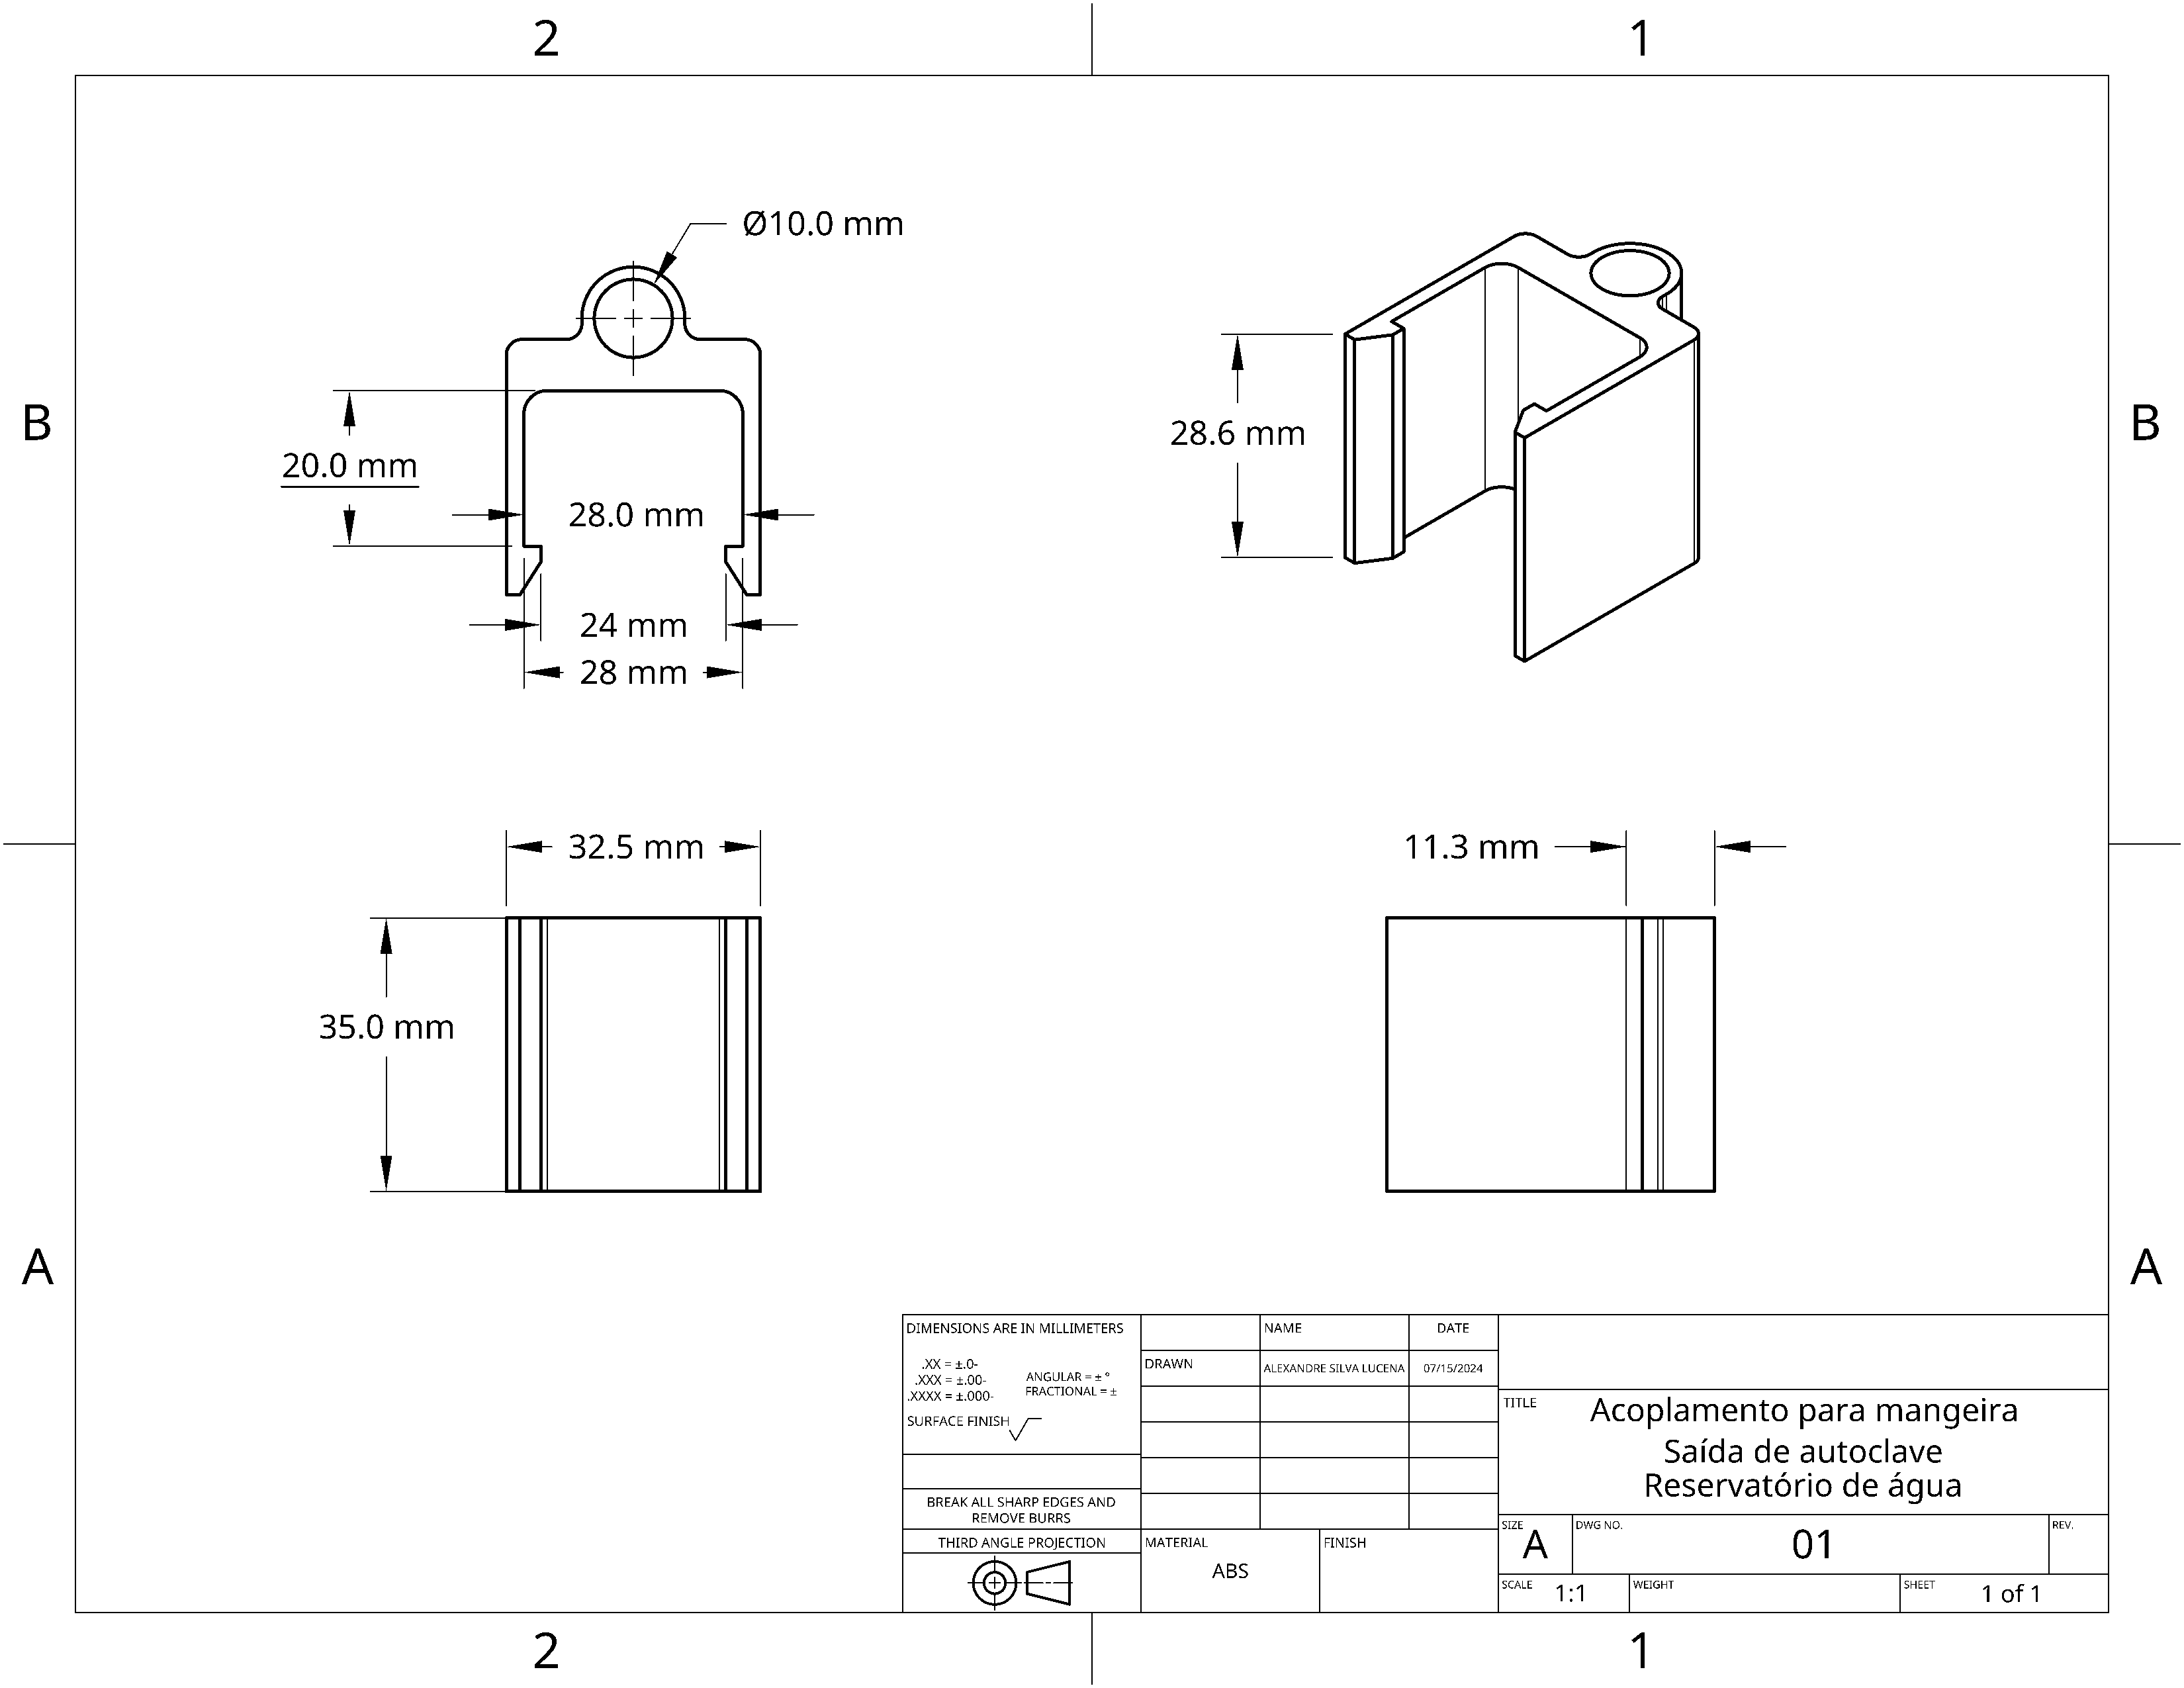 2
1
Ø10.0 mm
B
B
28.6 mm
20.0 mm
28.0 mm
24 mm
28 mm
32.5 mm
11.3 mm
35.0 mm
A
A
DIMENSIONS ARE IN MILLIMETERS
.XX = ±.0-
.XXX = ±.00-
.XXXX = ±.000-
ANGULAR = ± °
FRACTIONAL = ±
SURFACE FINISH
BREAK ALL SHARP EDGES AND
REMOVE BURRS
THIRD ANGLE PROJECTION
NAME
DATE
DRAWN
ALEXANDRE SILVA LUCENA
07/15/2024
MATERIAL
ABS
FINISH
TITLE
Acoplamento para mangeira
Saída de autoclave
Reservatório de água
SIZE
A
DWG NO.
01
REV.
SCALE
1:1
WEIGHT
SHEET
1 of 1
2
1